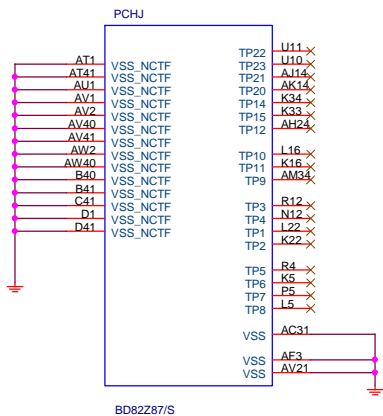 PCHJ
AT1 VSS_NCTF
AT41 VSS_NCTF
AU1 VSS_NCTF
AV1 VSS_NCTF
AV2 VSS_NCTF
AV40 VSS_NCTF
AV41 VSS_NCTF
AW2 VSS_NCTF
AW40 VSS_NCTF
B40 VSS_NCTF
B41 VSS_NCTF
C41 VSS_NCTF
D1 VSS_NCTF
D41 VSS_NCTF
TP22 U11
TP23 U10
TP21 AJ14
TP20 AK14
TP14 K34
TP15 K33
TP12 AH24
TP10 L16
TP11 K16
TP9 AM34
TP3 R12
TP4 N12
TP1 L22
TP2 K22
TP5 R4
TP6 K5
TP7 P5
TP8 L5
VSS AC31
VSS AF3
VSS AV21
BD82Z87/S